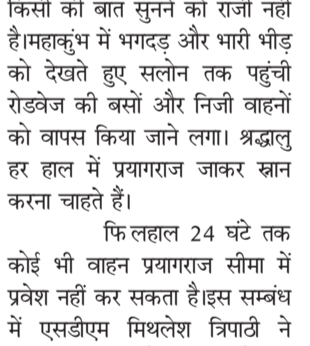 किसी की बात सुनने को राजी नहीं
है।महाकुंभ में भगदड़ और भारी भीड़
को देखते हुए सलोन तक पहुंची
रोडवेज की बसों और निजी वाहनों
को वापस किया जाने लगा। श्रद्धालु
हर हाल में प्रयागराज जाकर स्नान
करना चाहते हैं।
फि लहाल 24 घंटे तक
कोई भी वाहन प्रयागराज सीमा में
प्रवेश नहीं कर सकता है।इस सम्बंध
में एसडीएम मिथलेश त्रिपाठी ने